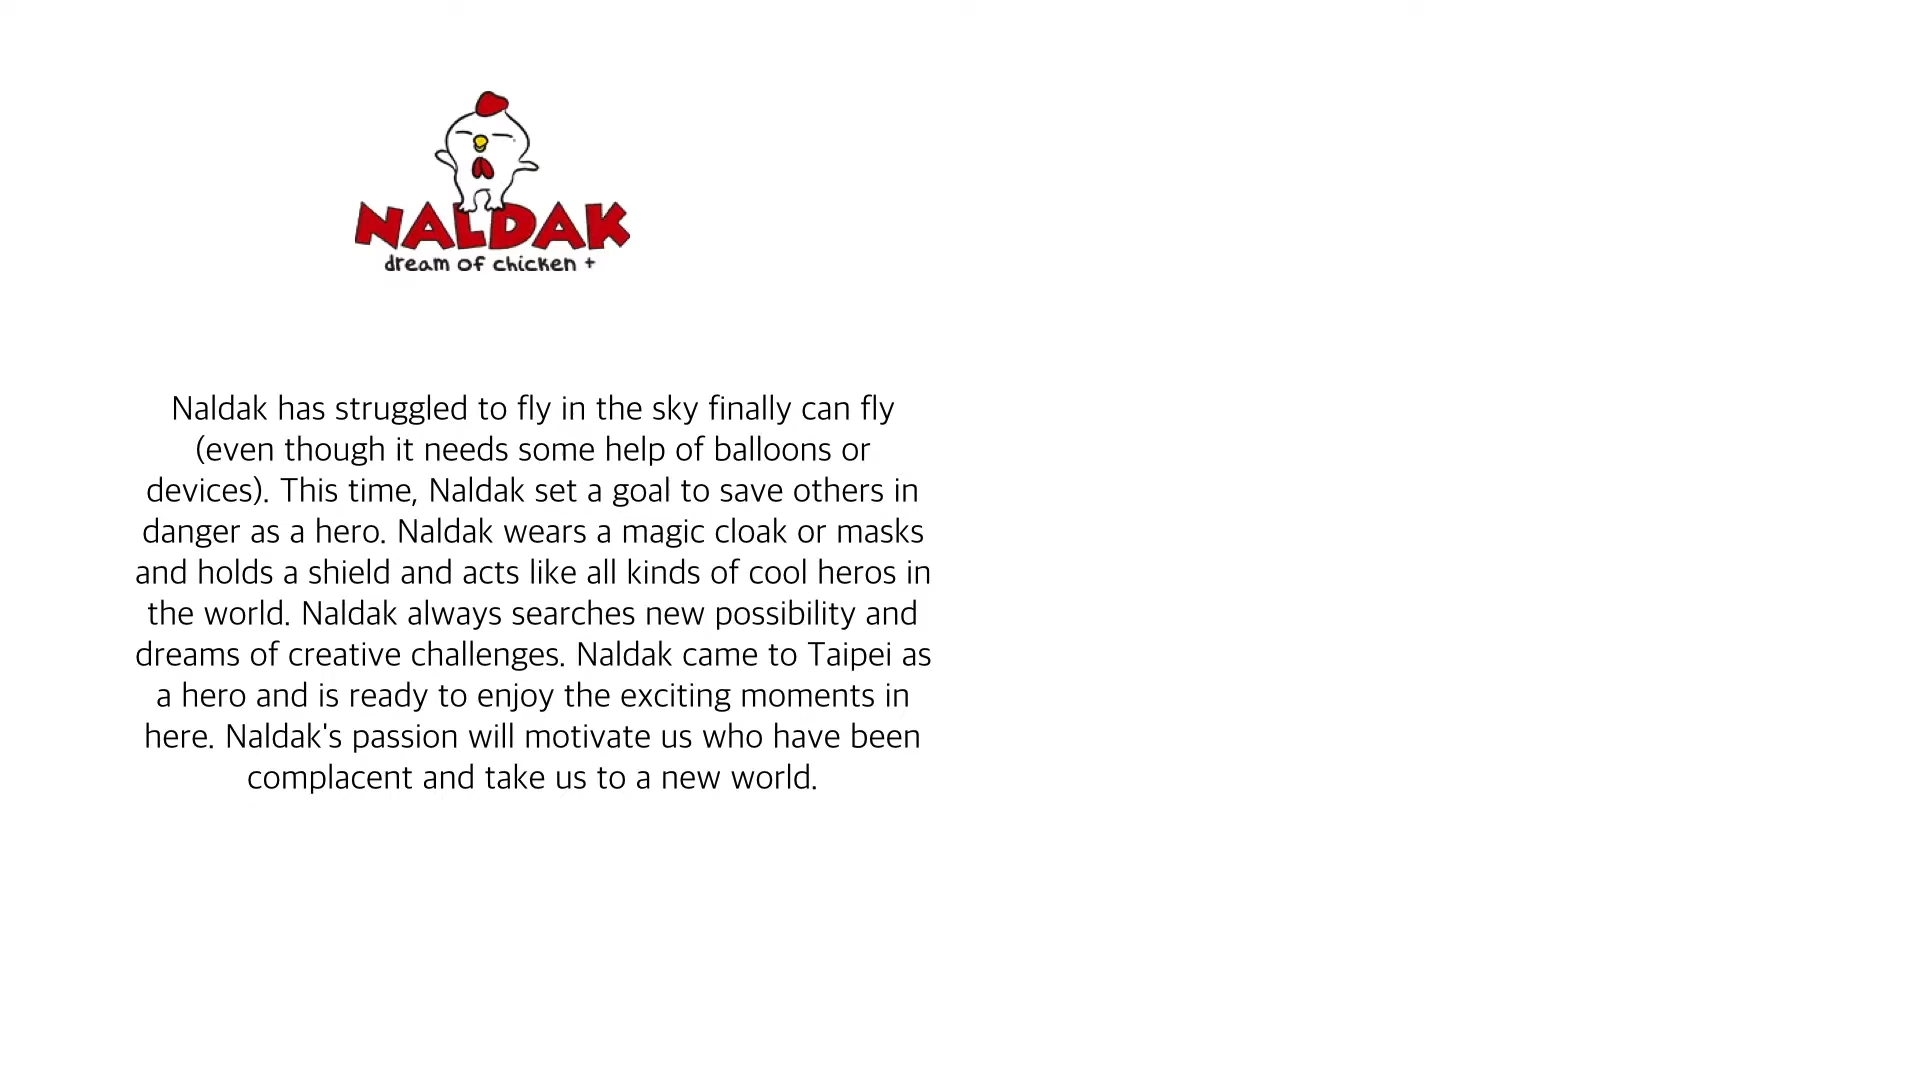 NALDAK
dream of chicken +
Naldak has struggled to fly in the sky finally can fly
(even though it needs some help of balloons or
devices). This time, Naldak set a goal to save others in
danger as a hero. Naldak wears a magic cloak or masks
and holds a shield and acts like all kinds of cool heros in
the world. Naldak always searches new possibility and
dreams of creative challenges. Naldak came to Taipei as
a hero and is ready to enjoy the exciting moments in
here. Naldak's passion will motivate us who have been
complacent and take us to a new world.